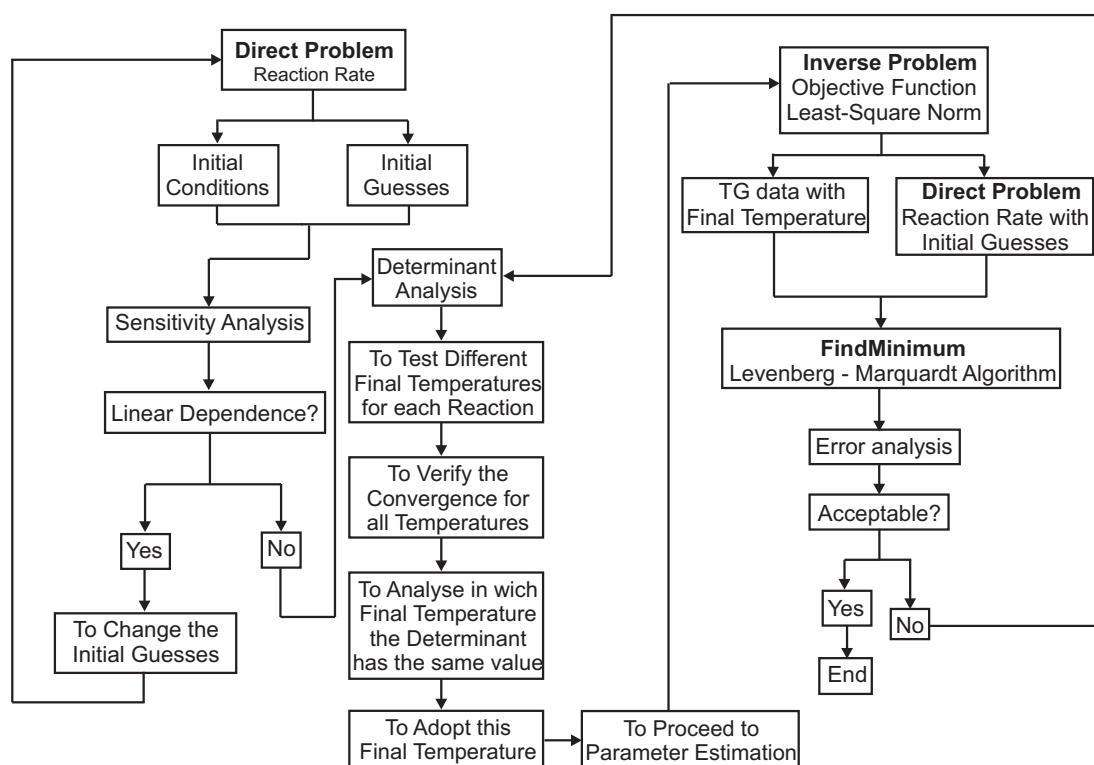 Direct Problem
Reaction Rate
Initial
Conditions
Initial
Guesses
Sensitivity Analysis
Linear Dependence?
Yes
No
To Change the
Initial Guesses
Determinant
Analysis
To Test Different
Final Temperatures
for each Reaction
To Verify the
Convergence for
all Temperatures
To Analyse in wich
Final Temperature
the Determinant
has the same value
To Adopt this
Final Temperature
To Proceed to
Parameter Estimation
Inverse Problem
Objective Function
Least-Square Norm
TG data with
Final Temperature
Direct Problem
Reaction Rate with
Initial Guesses
FindMinimum
Levenberg - Marquardt Algorithm
Error analysis
Acceptable?
Yes
No
End